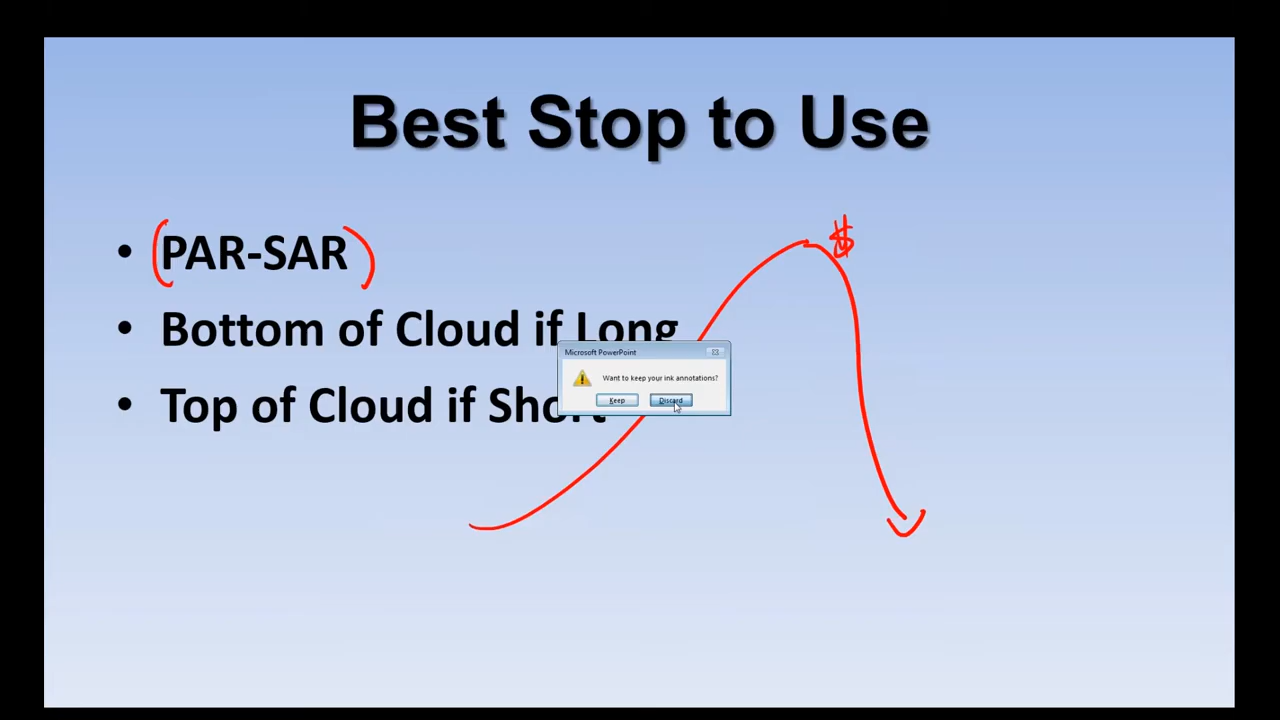 Best Stop to Use
• PAR-SAR
• Bottom of Cloud if Long
• Top of Cloud if Short
$
Microsoft PowerPoint
Want to keep your ink annotations?
Keep Discard